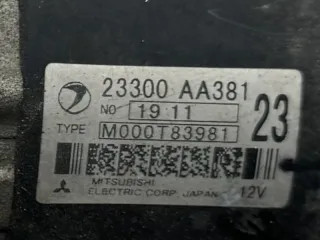 23300 AA381
NO 19 11
TYPE M000T83981 23
MITSUBISHI
ELECTRIC CORP. JAPAN 12V